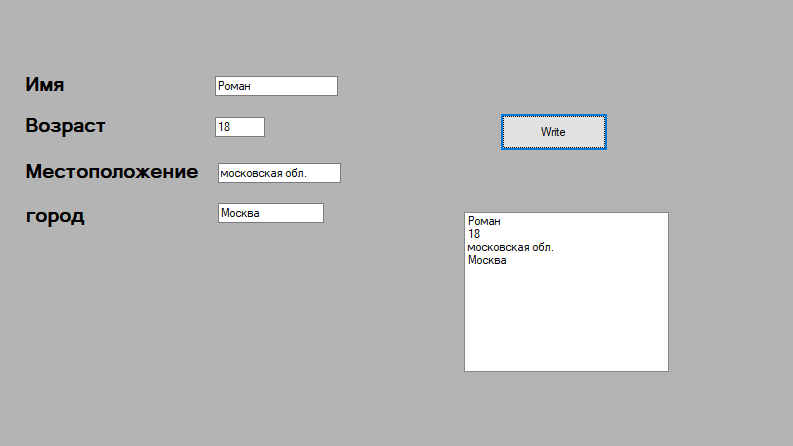 Имя
Роман
Возраст
18
Write
Местоположение
московская обл.
город
Москва
Роман
18
московская обл.
Москва